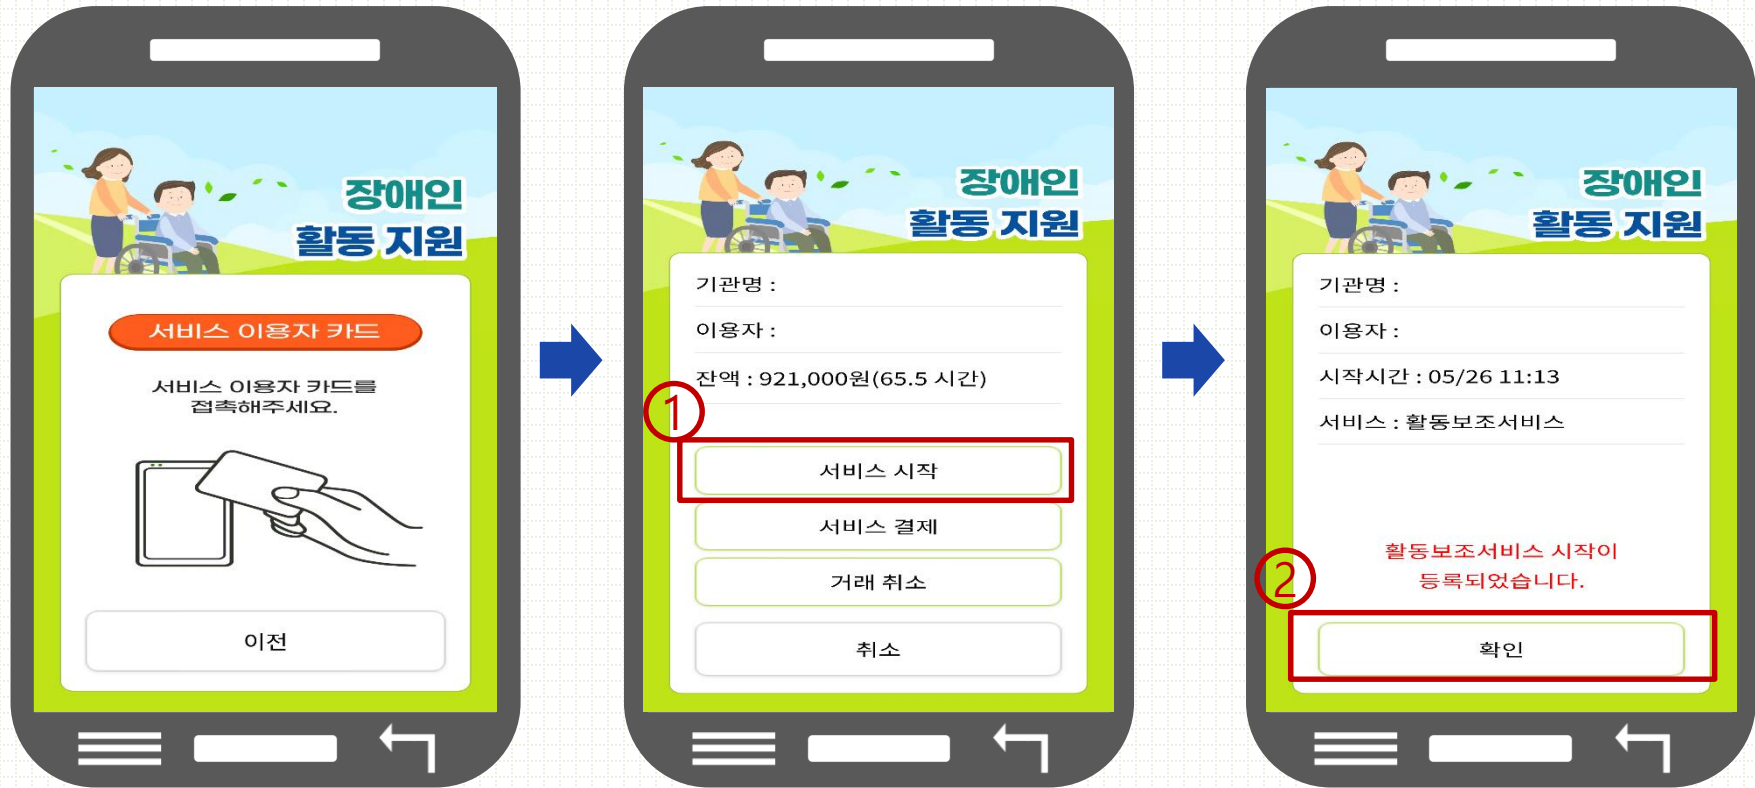 장애인
활동 지원
서비스 이용자 카드
서비스 이용자 카드를
접촉해주세요.
이전
장애인
활동 지원
기관명 :
이용자 :
잔액 : 921,000원(65.5 시간)
1
서비스 시작
서비스 결제
거래 취소
취소
장애인
활동 지원
기관명 :
이용자 :
시작시간 : 05/26 11:13
서비스 : 활동보조서비스
활동보조서비스 시작이
등록되었습니다.
2
확인